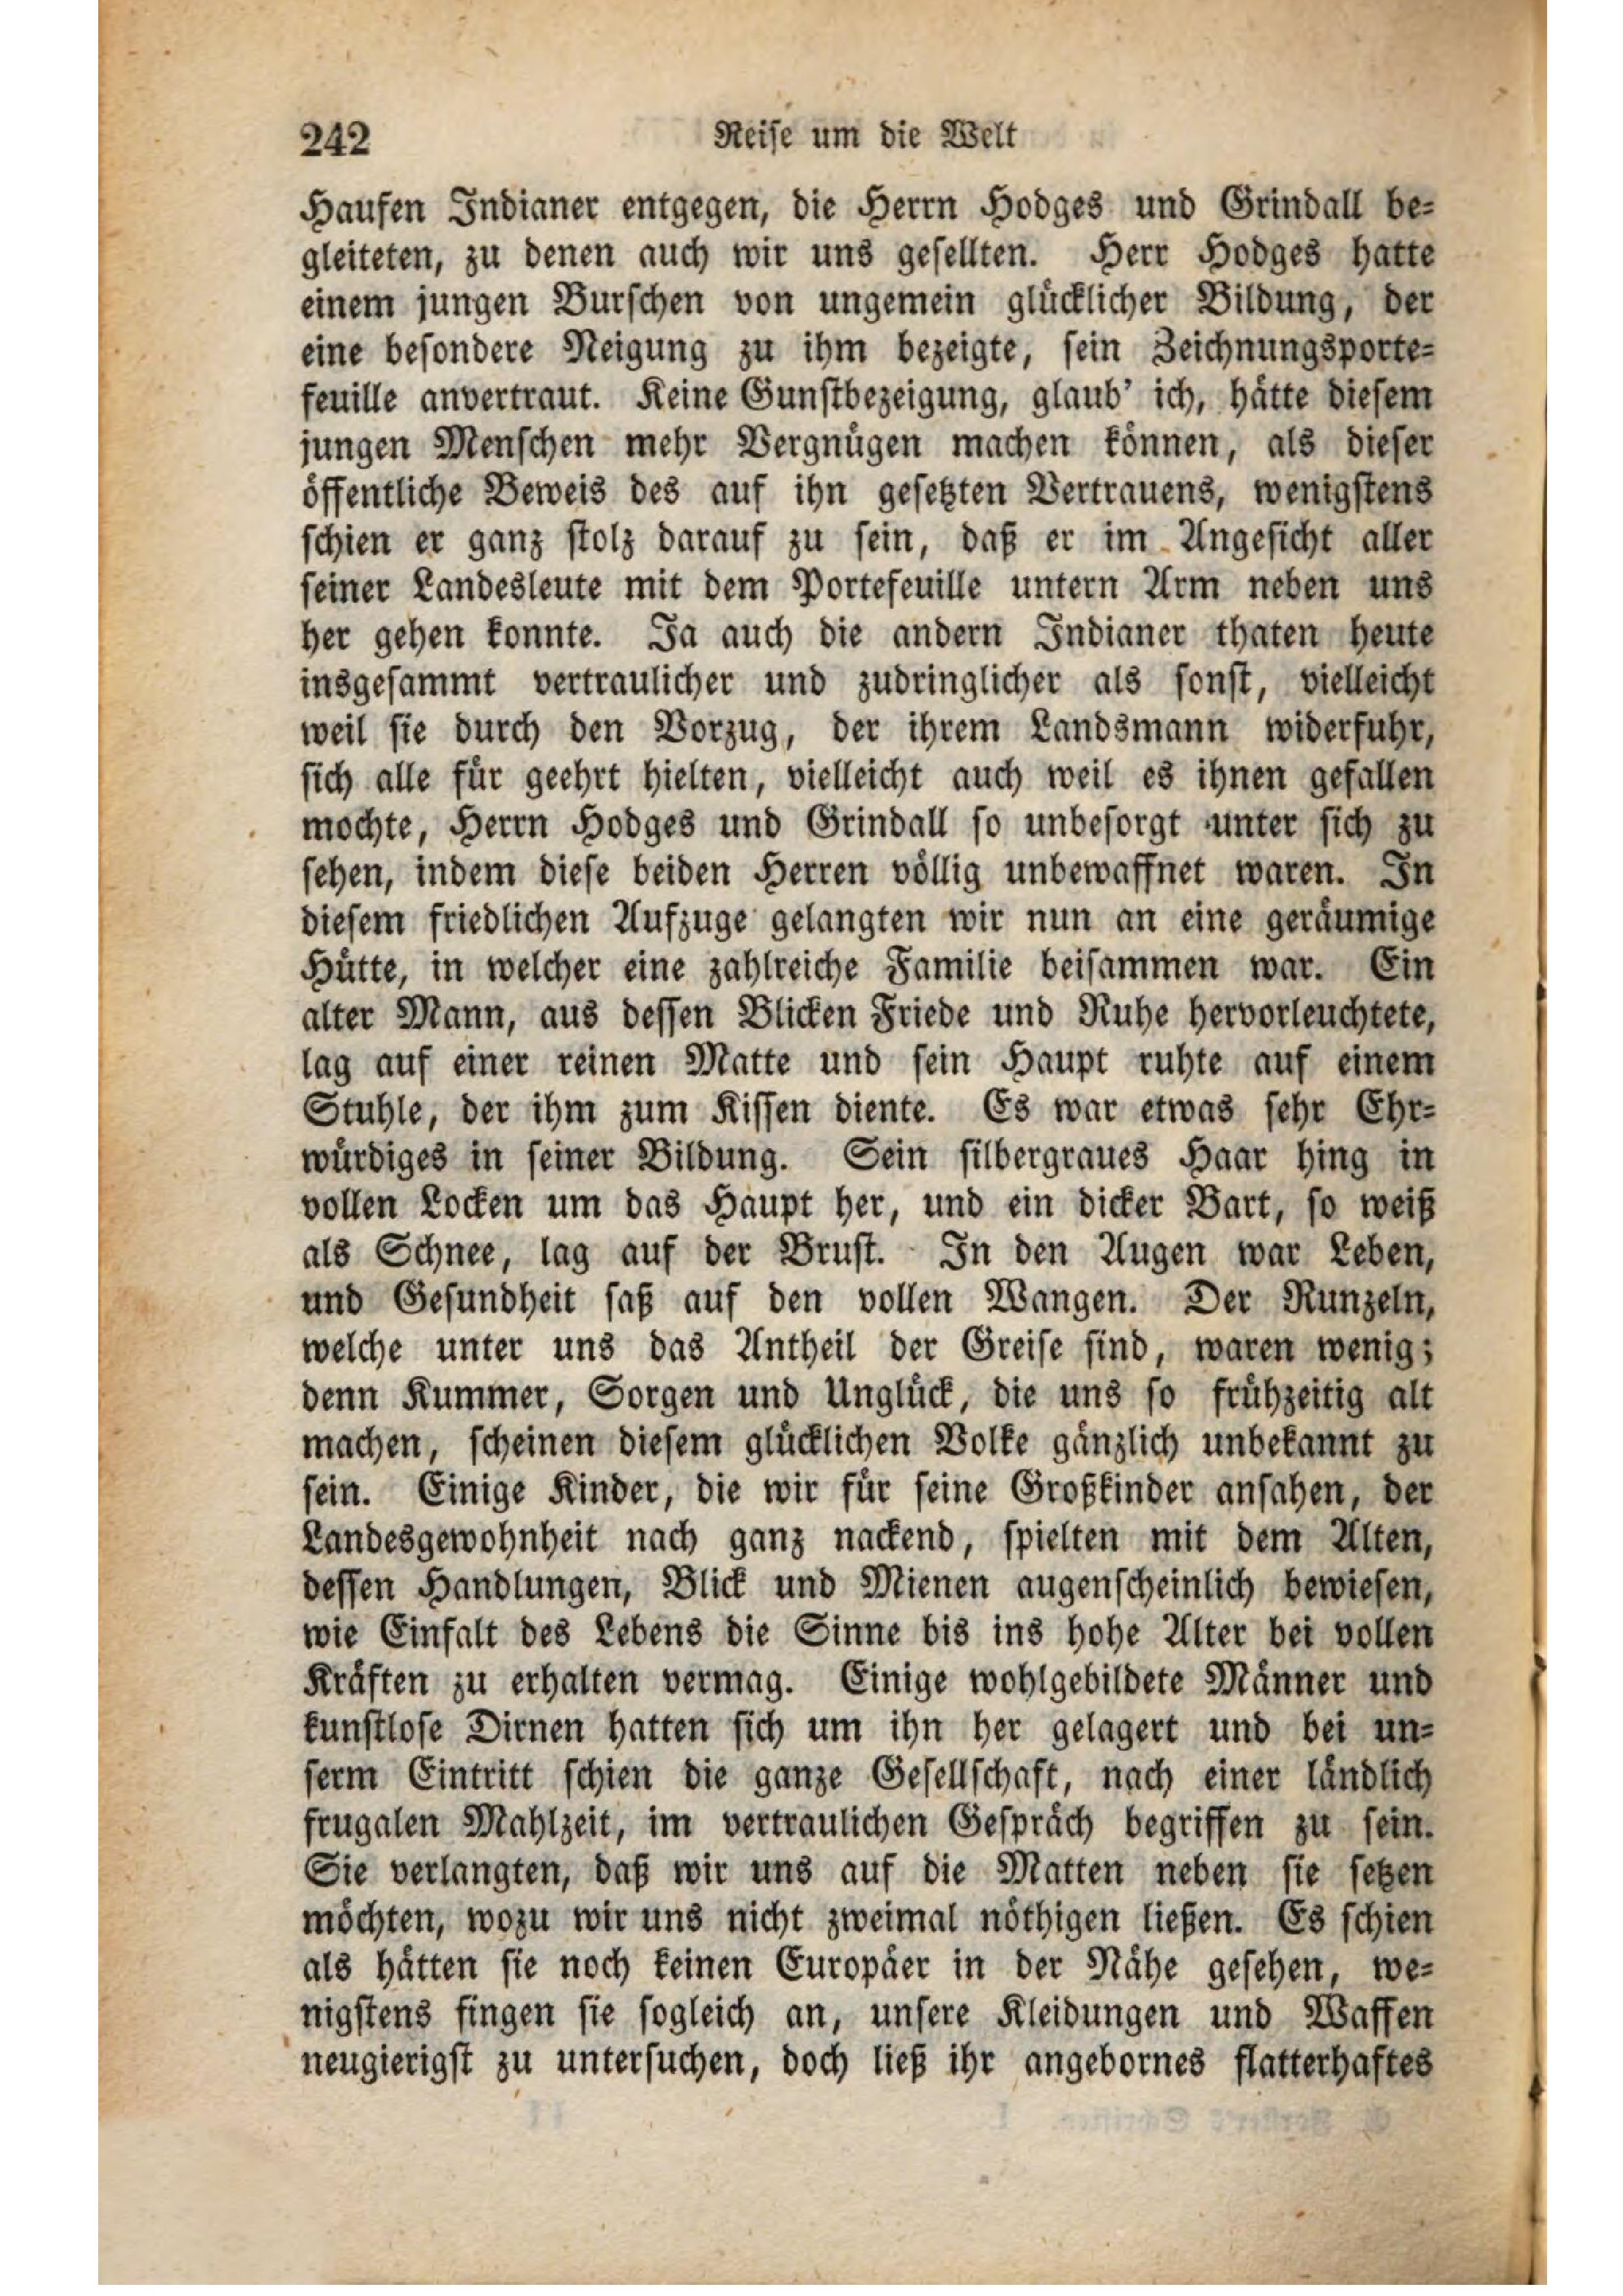 242 Reise um die Welt
Haufen Indianer entgegen, die Herrn Hodges und Grindall be-
gleiteten, zu denen auch wir uns gesellten. Herr Hodges hatte
einem jungen Burschen von ungemein glücklicher Bildung, der
eine besondere Neigung zu ihm bezeigte, sein Zeichnungsporte-
feuille anvertraut. Keine Gunstbezeigung, glaub’ ich, hätte diesem
jungen Menschen mehr Vergnügen machen können, als dieser
öffentliche Beweis des auf ihn gesetzten Vertrauens, wenigstens
schien er ganz stolz darauf zu sein, daß er im Angesicht aller
seiner Landesleute mit dem Portefeuille untern Arm neben uns
her gehen konnte. Ja auch die andern Indianer thaten heute
insgesammt vertraulicher und zudringlicher als sonst, vielleicht
weil sie durch den Vorzug, der ihrem Landsmann widerfuhr,
sich alle für geehrt hielten, vielleicht auch weil es ihnen gefallen
mochte, Herrn Hodges und Grindall so unbesorgt unter sich zu
sehen, indem diese beiden Herren völlig unbewaffnet waren. In
diesem friedlichen Aufzuge gelangten wir nun an eine geräumige
Hütte, in welcher eine zahlreiche Familie beisammen war. Ein
alter Mann, aus dessen Blicken Friede und Ruhe hervorleuchtete,
lag auf einer reinen Matte und sein Haupt ruhte auf einem
Stuhle, der ihm zum Kissen diente. Es war etwas sehr Ehr-
würdiges in seiner Bildung. Sein silbergraues Haar hing in
vollen Locken um das Haupt her, und ein dicker Bart, so weiß
als Schnee, lag auf der Brust. In den Augen war Leben,
und Gesundheit saß auf den vollen Wangen. Der Runzeln,
welche unter uns das Antheil der Greise sind, waren wenig;
denn Kummer, Sorgen und Unglück, die uns so frühzeitig alt
machen, scheinen diesem glücklichen Volke gänzlich unbekannt zu
sein. Einige Kinder, die wir für seine Großkinder ansahen, der
Landesgewohnheit nach ganz nackend, spielten mit dem Alten,
dessen Handlungen, Blick und Mienen augenscheinlich bewiesen,
wie Einfalt des Lebens die Sinne bis ins hohe Alter bei vollen
Kräften zu erhalten vermag. Einige wohlgebildete Männer und
kunstlose Dirnen hatten sich um ihn her gelagert und bei un-
serm Eintritt schien die ganze Gesellschaft, nach einer ländlich
frugalen Mahlzeit, im vertraulichen Gespräch begriffen zu sein.
Sie verlangten, daß wir uns auf die Matten neben sie setzen
möchten, wozu wir uns nicht zweimal nöthigen ließen. Es schien
als hätten sie noch keinen Europäer in der Nähe gesehen, we-
nigstens fingen sie sogleich an, unsere Kleidungen und Waffen
neugierigst zu untersuchen, doch ließ ihr angebornes flatterhaftes